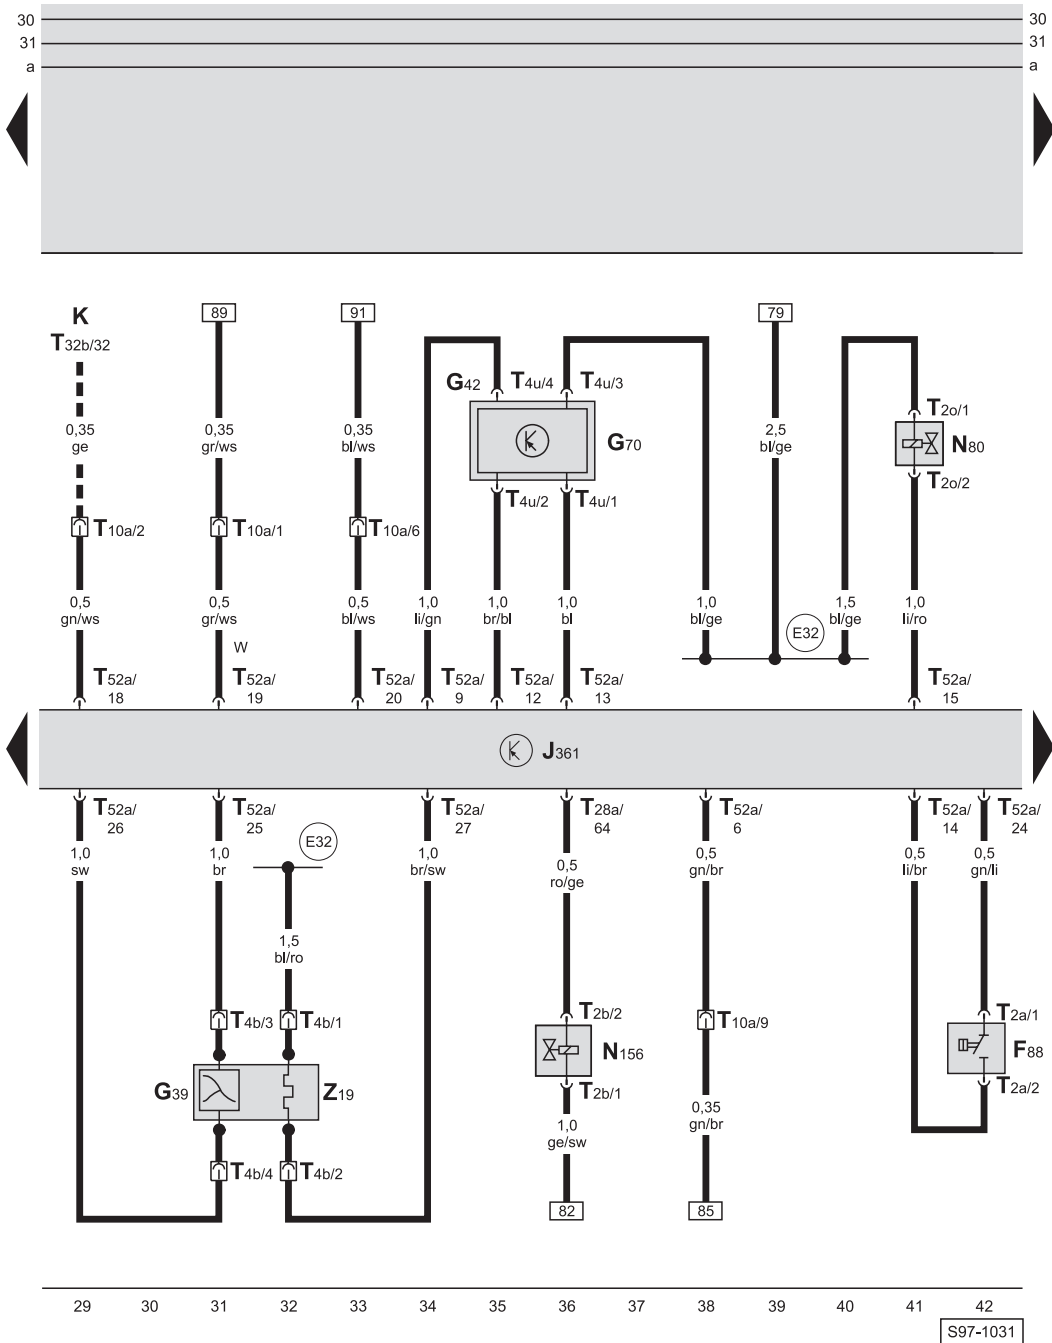 30 30
31 31
a a
K
T32b/32
89
91
79
G42 T4u/4 T4u/3
T2o/1
0,35
ge
0,35
gr/ws
0,35
bl/ws
G70
2,5
bl/ge
N80
T2o/2
T4u/2 T4u/1
T10a/2 T10a/1 T10a/6
0,5
gn/ws
0,5
gr/ws
0,5
bl/ws
1,0
li/gn
1,0
br/bl
1,0
bl
1,0
bl/ge
E32
1,5
bl/ge
1,0
li/ro
W
T52a/
18
T52a/
19
T52a/
20
T52a/
9
T52a/
12
T52a/
13
T52a/
15
J361
T52a/
26
T52a/
25
T52a/
27
T28a/
64
T52a/
6
T52a/
14
T52a/
24
1,0
sw
1,0
br
E32
1,0
br/sw
0,5
ro/ge
0,5
gn/br
0,5
li/br
0,5
gn/li
1,5
bl/ro
T4b/3 T4b/1
T2b/2
T10a/9
T2a/1
N156
F88
G39 Z19
T2b/1
T2a/2
1,0
ge/sw
0,35
gn/br
T4b/4 T4b/2
82
85
29 30 31 32 33 34 35 36 37 38 39 40 41 42
S97-1031